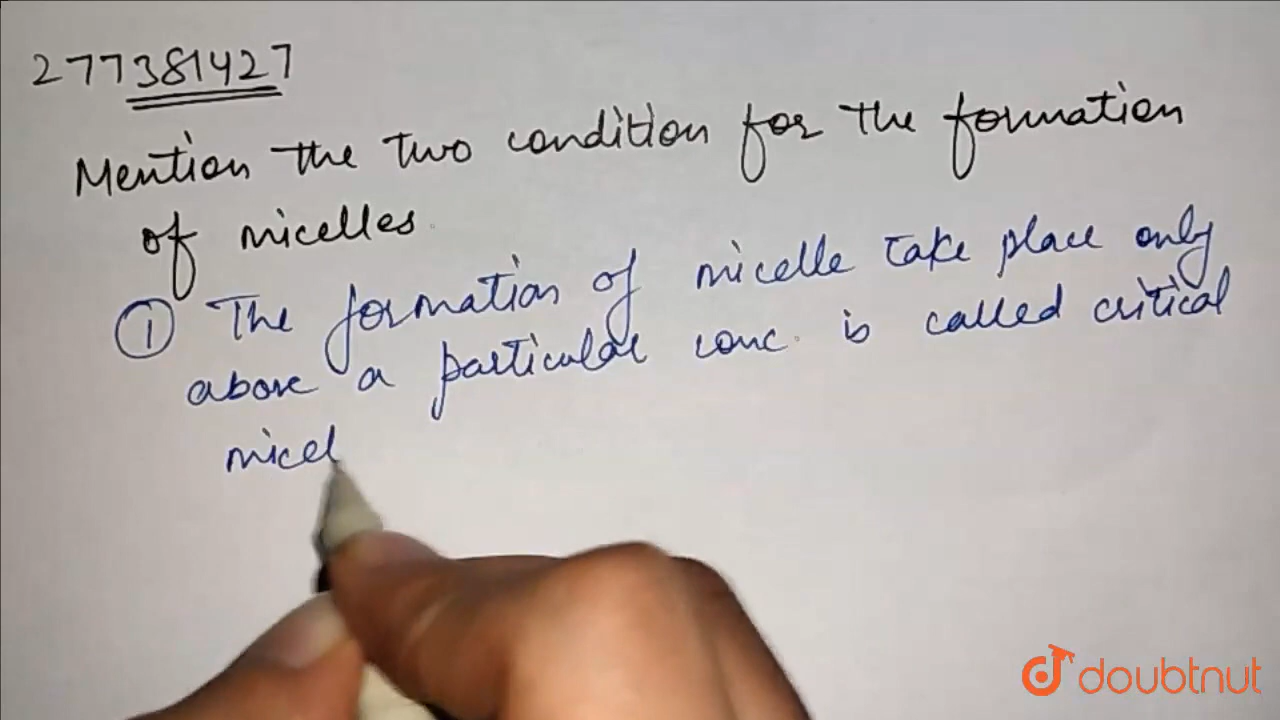 277381427
Mention the two condition for the formation
of micelles.
① The formation of micelle take place only
above a particular conc. is called critical
micel
doubtnut